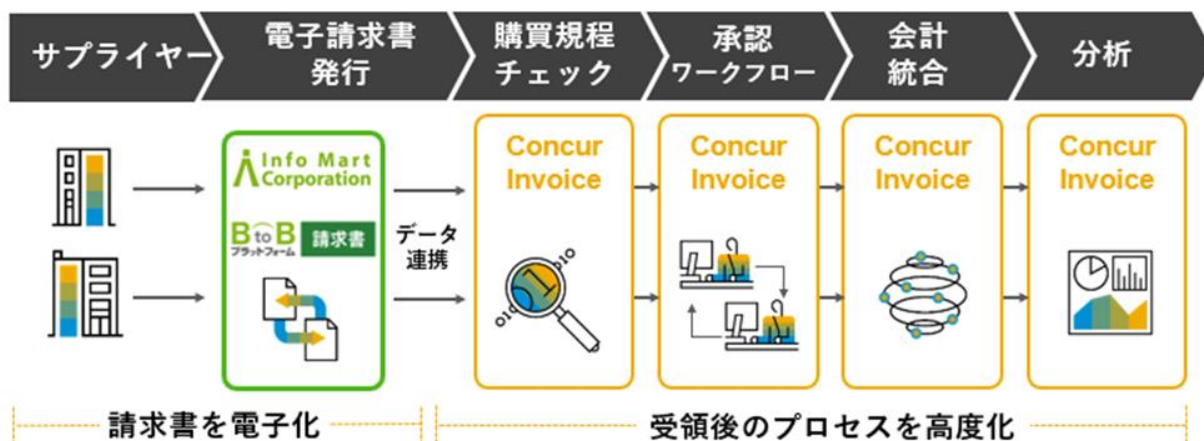 サプライヤー
電子請求書
発行
購買規程
チェック
承認
ワークフロー
会計
統合
分析
Info Mart
Corporation
BtoB
プラットフォーム
請求書
データ
連携
Concur
Invoice
010
010
Concur
Invoice
Concur
Invoice
Concur
Invoice
請求書を電子化
受領後のプロセスを高度化